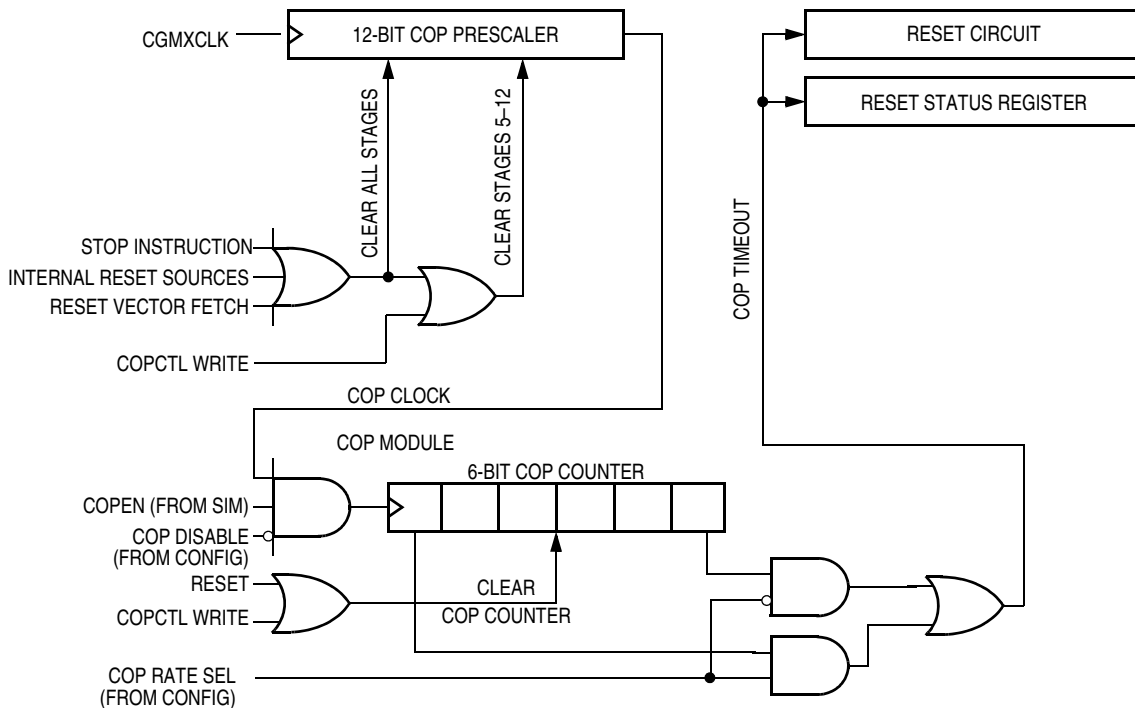 CGMXCLK
12-BIT COP PRESCALER
RESET CIRCUIT
RESET STATUS REGISTER
CLEAR ALL STAGES
CLEAR STAGES 5–12
STOP INSTRUCTION
INTERNAL RESET SOURCES
RESET VECTOR FETCH
COPCTL WRITE
COP TIMEOUT
COP CLOCK
COP MODULE
6-BIT COP COUNTER
COPEN (FROM SIM)
COP DISABLE
(FROM CONFIG)
RESET
COPCTL WRITE
CLEAR
COP COUNTER
COP RATE SEL
(FROM CONFIG)